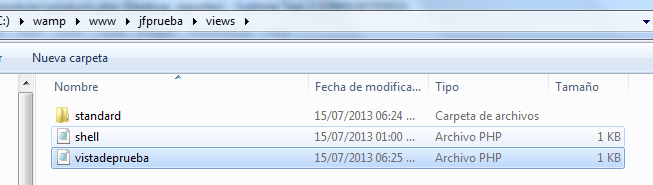 :) ▸ wamp ▸ www ▸ jfprueba ▸ views ▸
Nueva carpeta
Nombre Fecha de modifica... Tipo Tamaño
standard 15/07/2013 06:24 ... Carpeta de archivos
shell 15/07/2013 01:00 ... Archivo PHP 1 KB
vistadeprueba 15/07/2013 06:25 ... Archivo PHP 1 KB